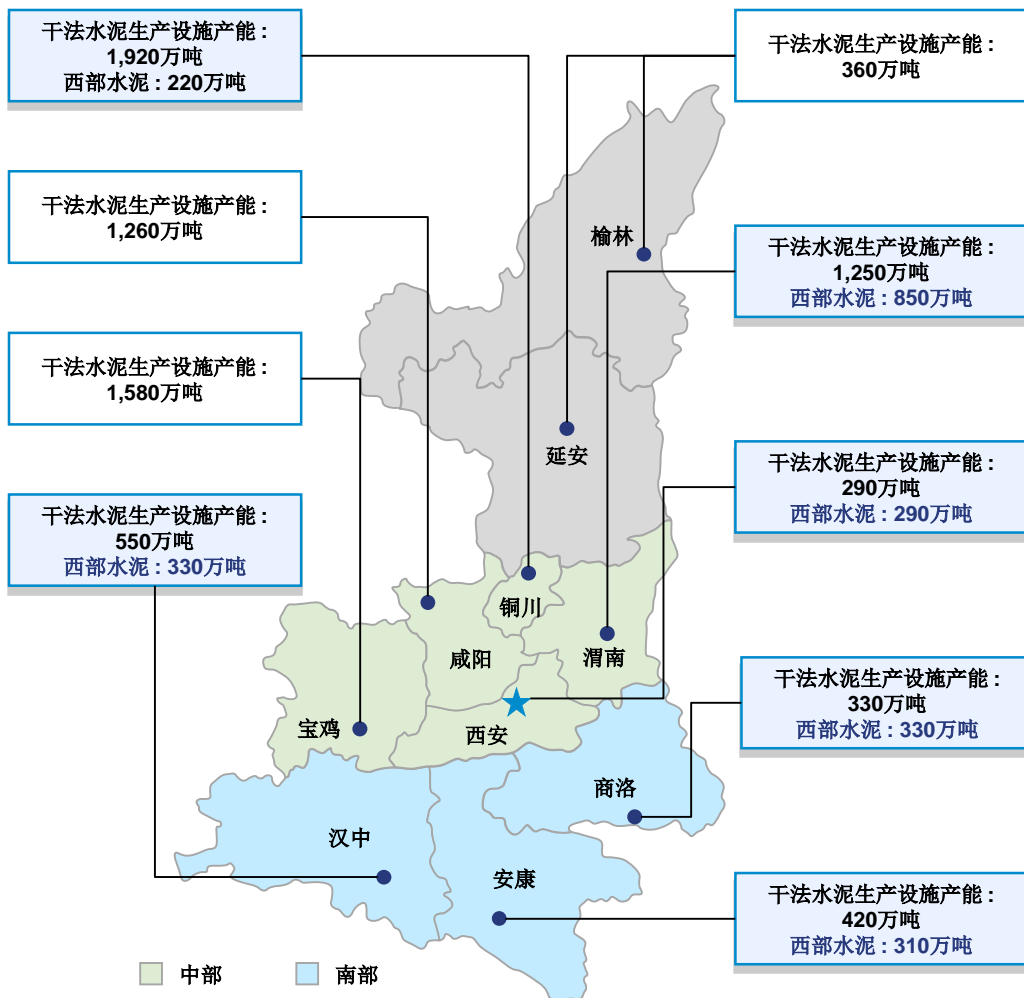 干法水泥生产设施产能 :
1,920万吨
西部水泥 : 220万吨
干法水泥生产设施产能 :
360万吨
干法水泥生产设施产能 :
1,260万吨
榆林
干法水泥生产设施产能 :
1,250万吨
西部水泥 : 850万吨
干法水泥生产设施产能 :
1,580万吨
延安
干法水泥生产设施产能 :
290万吨
西部水泥 : 290万吨
干法水泥生产设施产能 :
550万吨
西部水泥 : 330万吨
铜川
咸阳
渭南
宝鸡
西安
干法水泥生产设施产能 :
330万吨
西部水泥 : 330万吨
商洛
汉中
安康
干法水泥生产设施产能 :
420万吨
西部水泥 : 310万吨
中部
南部